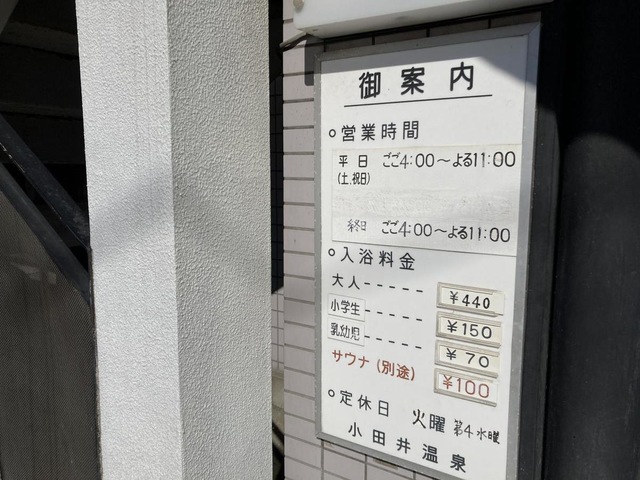 御案内
○営業時間
平日 ごご4:00〜よる11:00
(土.祝日)
終日 ごご4:00〜よる11:00
○入浴料金
大人----- ¥440
小学生----- ¥150
乳幼児----- ¥70
サウナ(別途) ¥100
○定休日 火曜 第4水曜
小田井温泉